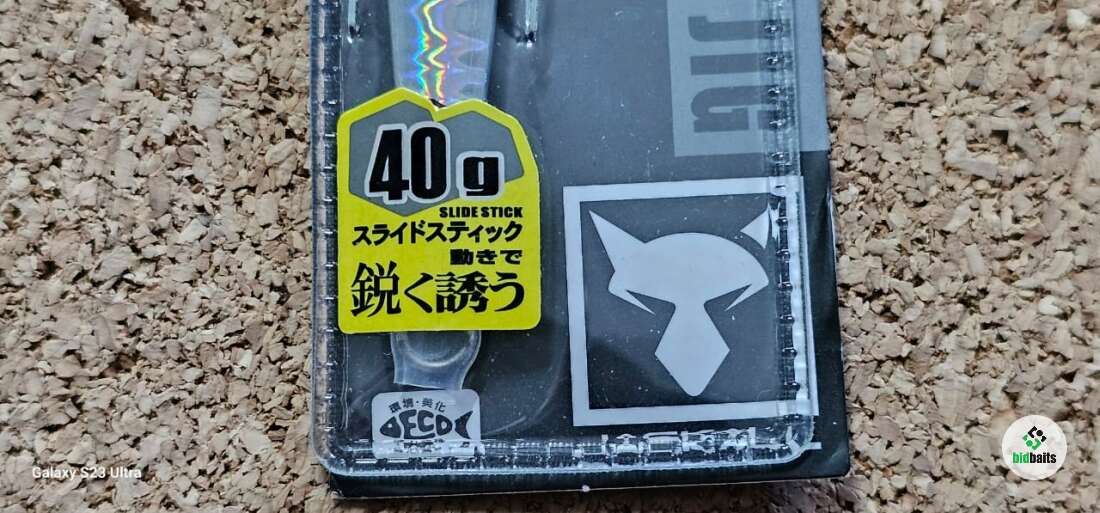 JIG
40g
SLIDE STICK
スライドスティック
動きで
鋭く誘う
環境・美化
ECO
Galaxy S23 Ultra
bidbaits